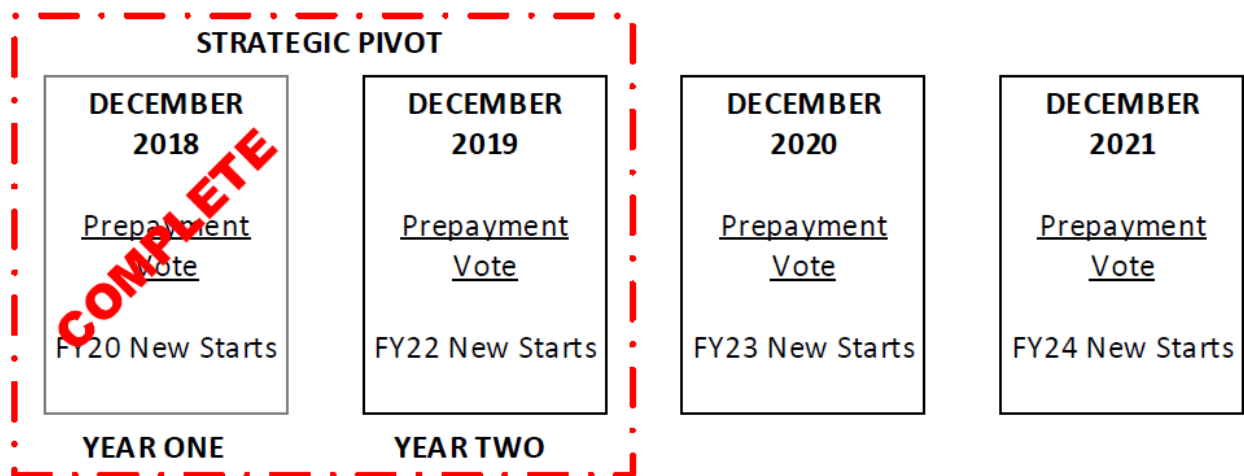 STRATEGIC PIVOT
DECEMBER
2018
Prepayment
Vote
FY20 New Starts
COMPLETE
YEAR ONE
DECEMBER
2019
Prepayment
Vote
FY22 New Starts
YEAR TWO
DECEMBER
2020
Prepayment
Vote
FY23 New Starts
DECEMBER
2021
Prepayment
Vote
FY24 New Starts